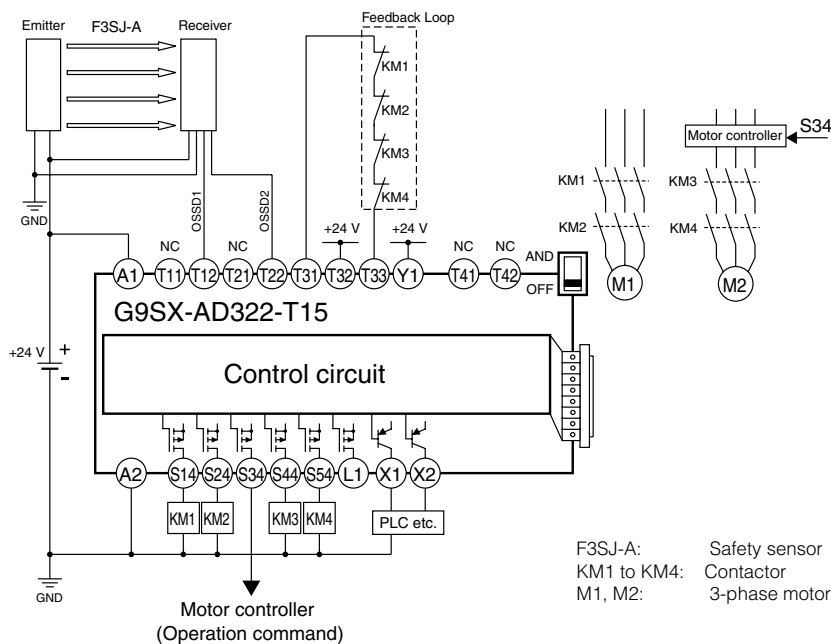 Emitter F3SJ-A Receiver Feedback Loop
KM1
KM2
KM3
KM4
Motor controller S34
KM1 KM3
KM2 KM4
M1 M2
GND OSSD1 OSSD2
+24 V +24 V
NC NC NC NC
AND
A1 T11 T12 T21 T22 T31 T32 T33 Y1 T41 T42
OFF
G9SX-AD322-T15
+24 V + -
Control circuit
A2 S14 S24 S34 S44 S54 L1 X1 X2
KM1 KM2 KM3 KM4 PLC etc.
GND
Motor controller
(Operation command)
F3SJ-A: Safety sensor
KM1 to KM4: Contactor
M1, M2: 3-phase motor